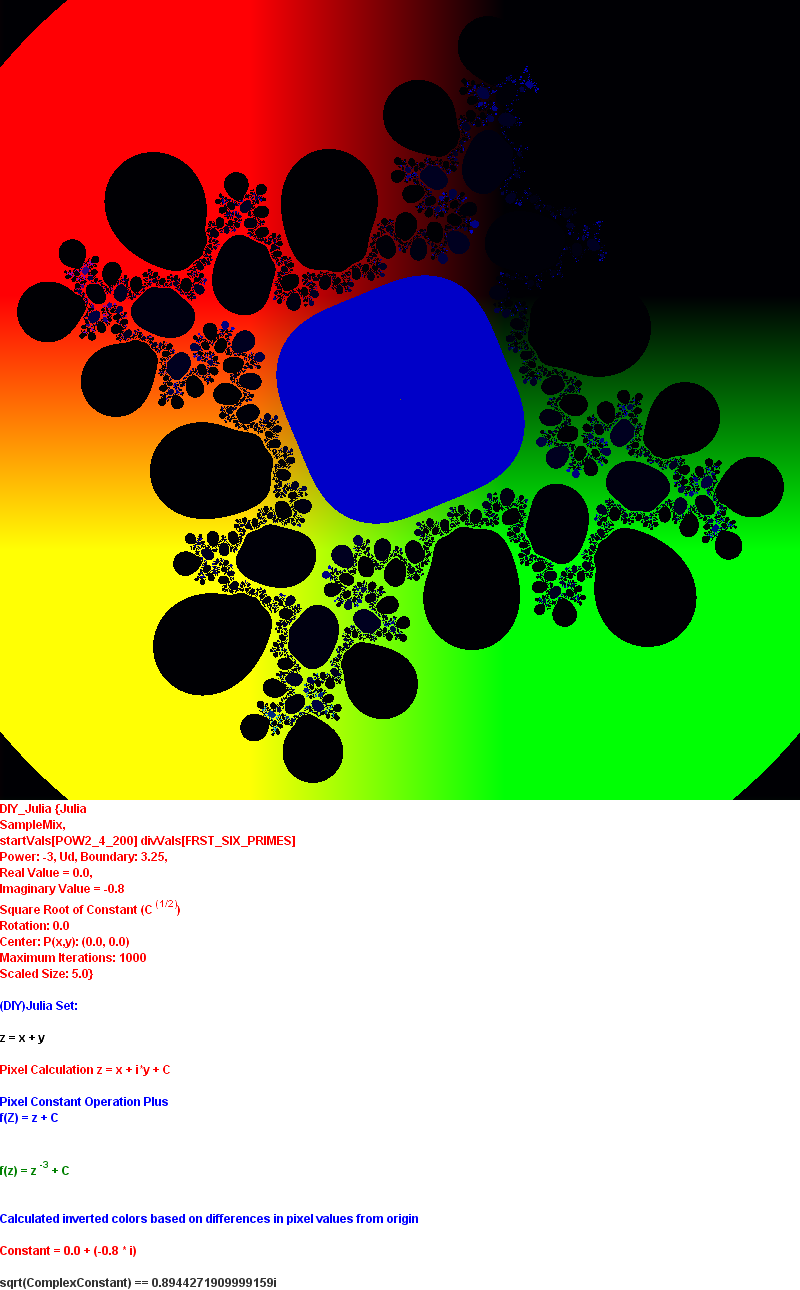 DIY_Julia {Julia
SampleMix,
startVals[POW2_4_200] divVals[FRST_SIX_PRIMES]
Power: -3, Ud, Boundary: 3.25,
Real Value = 0.0,
Imaginary Value = -0.8
Square Root of Constant (C (1/2))
Rotation: 0.0
Center: P(x,y): (0.0, 0.0)
Maximum Iterations: 1000
Scaled Size: 5.0}
(DIY)Julia Set:
z = x + y
Pixel Calculation z = x + i*y + C
Pixel Constant Operation Plus
f(Z) = z + C
f(z) = z -3 + C
Calculated inverted colors based on differences in pixel values from origin
Constant = 0.0 + (-0.8 * i)
sqrt(ComplexConstant) == 0.8944271909999159i